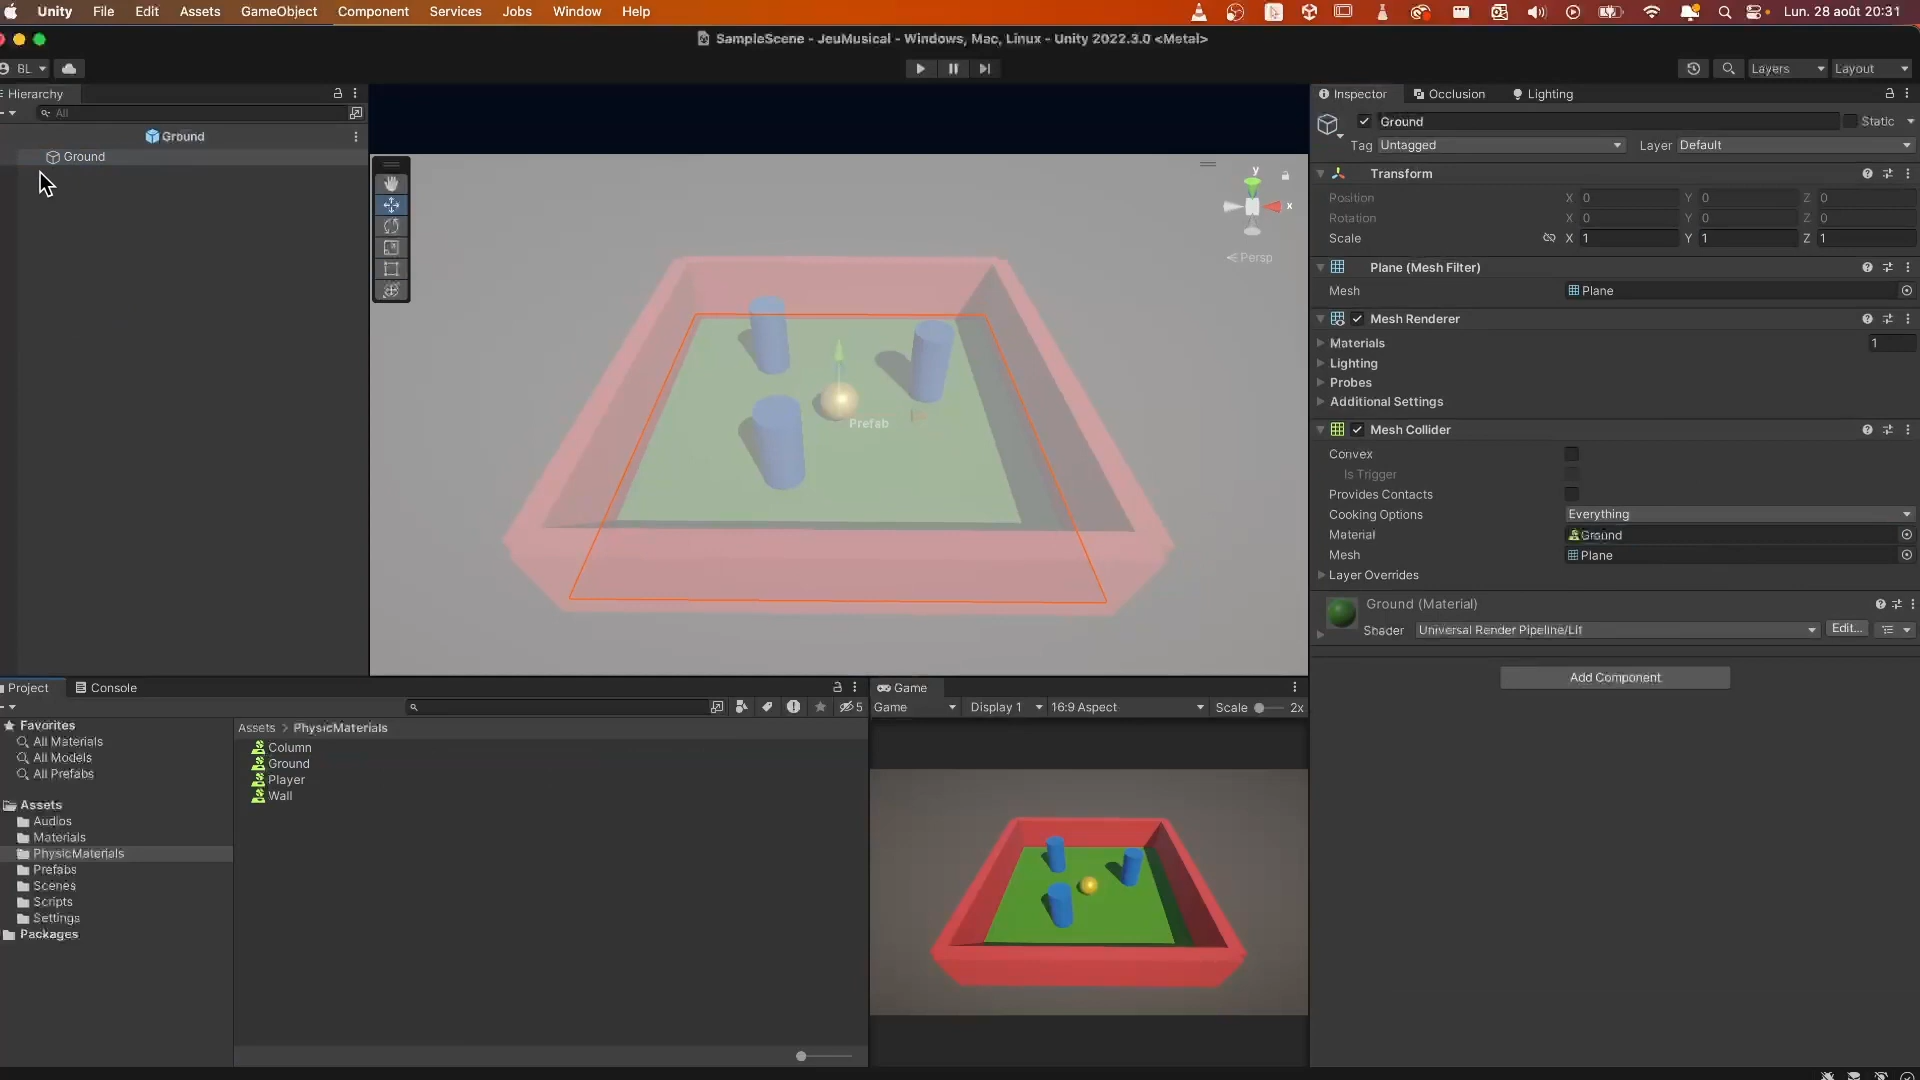 Unity File Edit Assets GameObject Component Services Jobs Window Help Lun. 28 août 20:31
SampleScene - JeuMusical - Windows, Mac, Linux - Unity 2022.3.0 <Metal>
BL Layers Layout
Hierarchy
All
Ground
Ground
y
x
Persp
Prefab
Inspector Occlusion Lighting
Ground Static
Tag Untagged Layer Default
Transform
Position X 0 Y 0 Z 0
Rotation X 0 Y 0 Z 0
Scale X 1 Y 1 Z 1
Plane (Mesh Filter)
Mesh Plane
Mesh Renderer
Materials 1
Lighting
Probes
Additional Settings
Mesh Collider
Convex
Is Trigger
Provides Contacts
Cooking Options Everything
Material Ground
Mesh Plane
Layer Overrides
Ground (Material)
Shader Universal Render Pipeline/Lit Edit...
Add Component
Project Console
5
Favorites
All Materials
All Models
All Prefabs
Assets
Audios
Materials
PhysicMaterials
Prefabs
Scenes
Scripts
Settings
Packages
Assets > PhysicMaterials
Column
Ground
Player
Wall
Game
Game Display 1 16:9 Aspect Scale 2x